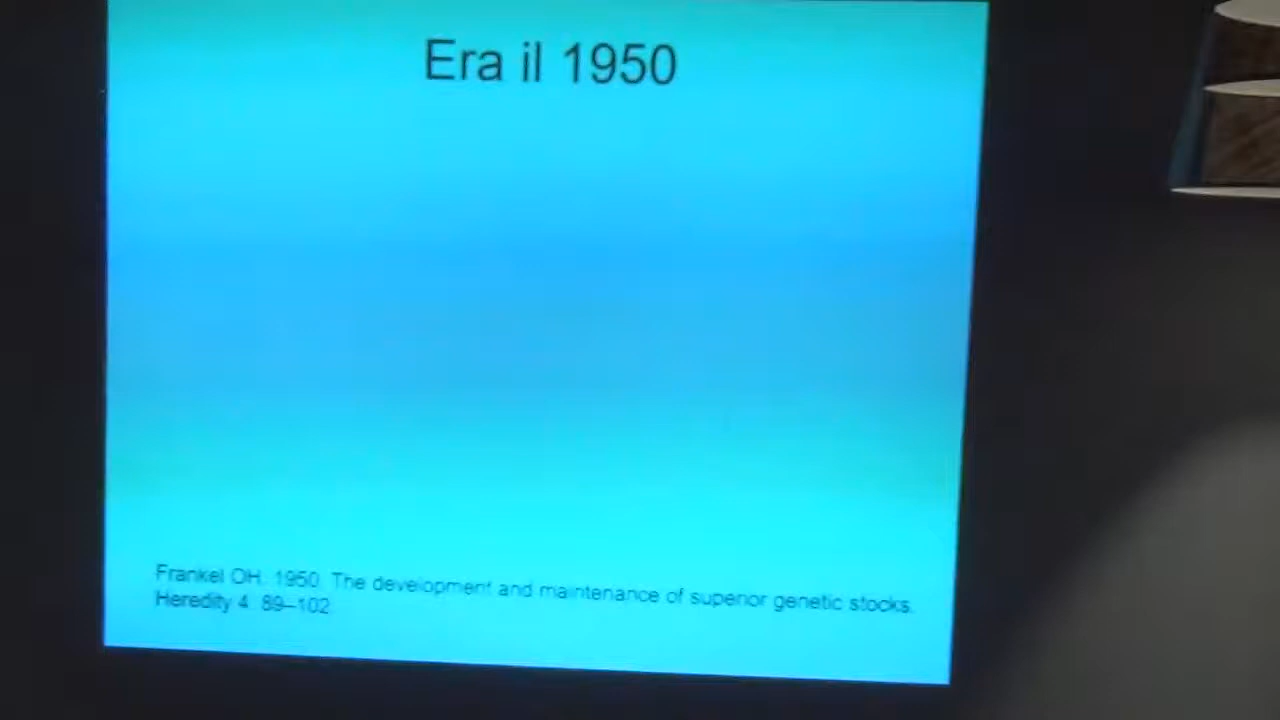 Era il 1950
Frankel OH. 1950. The development and maintenance of superior genetic stocks.
Heredity 4. 89–102